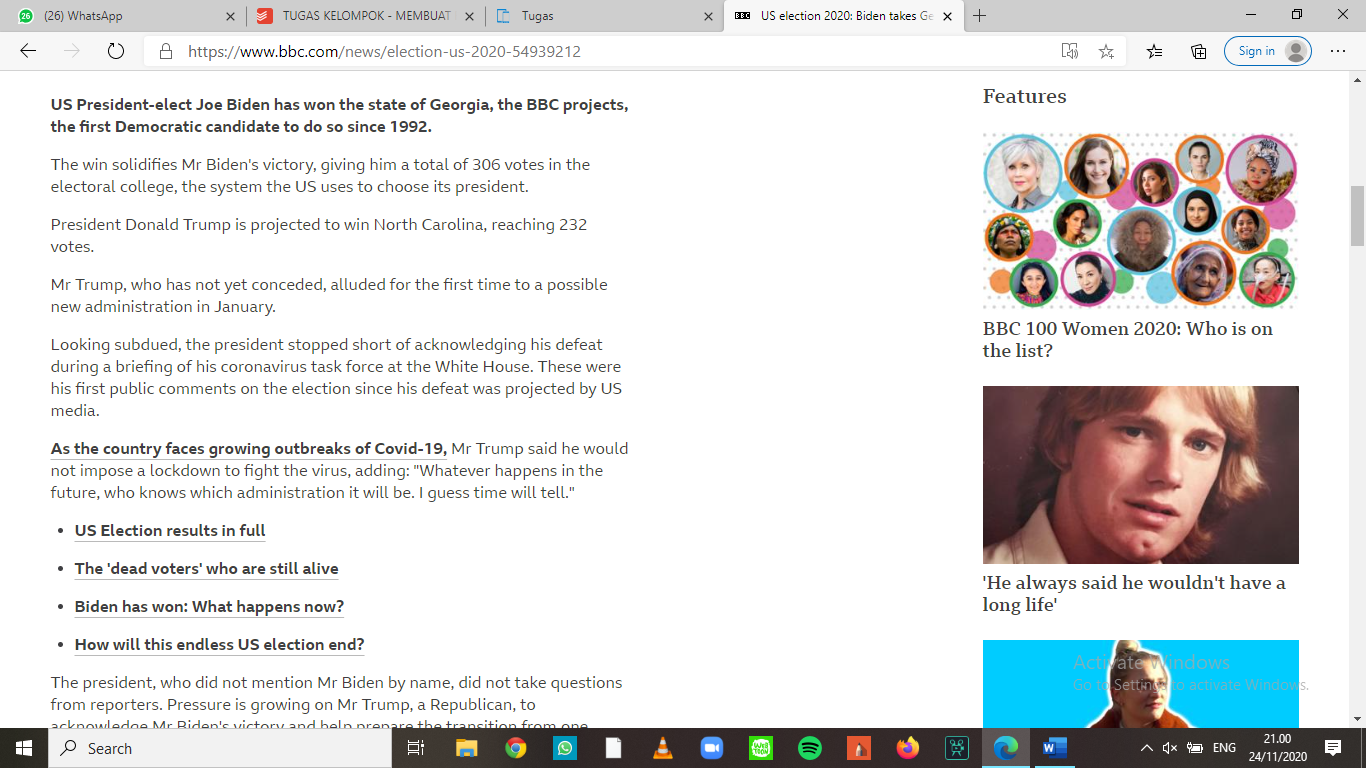 (26) WhatsApp
TUGAS KELOMPOK - MEMBUAT
Tugas
BBC
US election 2020: Biden takes Ge
https://www.bbc.com/news/election-us-2020-54939212
Sign in
US President-elect Joe Biden has won the state of Georgia, the BBC projects,
the first Democratic candidate to do so since 1992.
The win solidifies Mr Biden's victory, giving him a total of 306 votes in the
electoral college, the system the US uses to choose its president.
President Donald Trump is projected to win North Carolina, reaching 232
votes.
Mr Trump, who has not yet conceded, alluded for the first time to a possible
new administration in January.
Looking subdued, the president stopped short of acknowledging his defeat
during a briefing of his coronavirus task force at the White House. These were
his first public comments on the election since his defeat was projected by US
media.
As the country faces growing outbreaks of Covid-19, Mr Trump said he would
not impose a lockdown to fight the virus, adding: "Whatever happens in the
future, who knows which administration it will be. I guess time will tell."
• US Election results in full
• The 'dead voters' who are still alive
• Biden has won: What happens now?
• How will this endless US election end?
The president, who did not mention Mr Biden by name, did not take questions
from reporters. Pressure is growing on Mr Trump, a Republican, to
acknowledge Mr Biden's victory and help prepare the transition from one
Features
BBC 100 Women 2020: Who is on
the list?
'He always said he wouldn't have a
long life'
Activate Windows
Go to Settings to activate Windows.
Search
ENG
21.00
24/11/2020